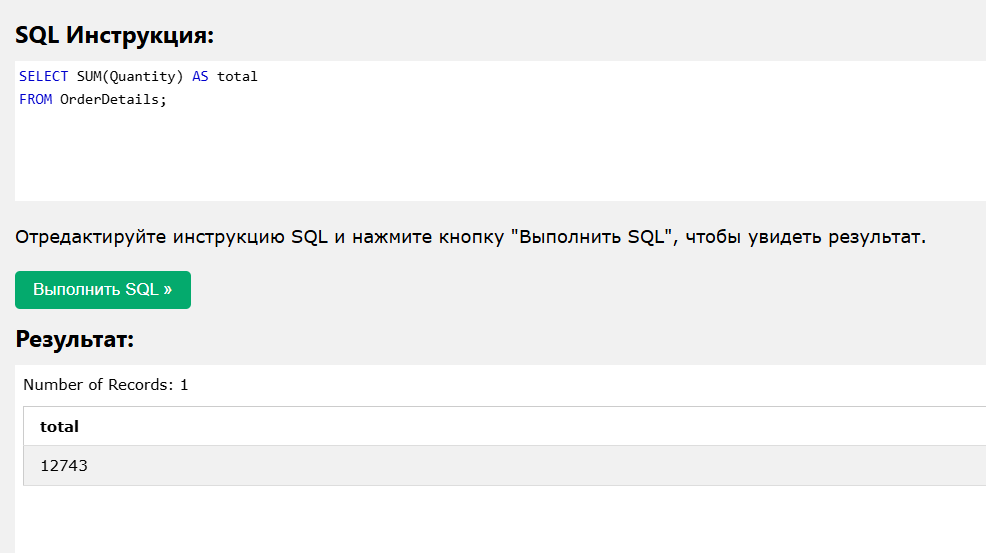 SQL Инструкция:
SELECT SUM(Quantity) AS total
FROM OrderDetails;
Отредактируйте инструкцию SQL и нажмите кнопку "Выполнить SQL", чтобы увидеть результат.
Выполнить SQL »
Результат:
Number of Records: 1
total
12743